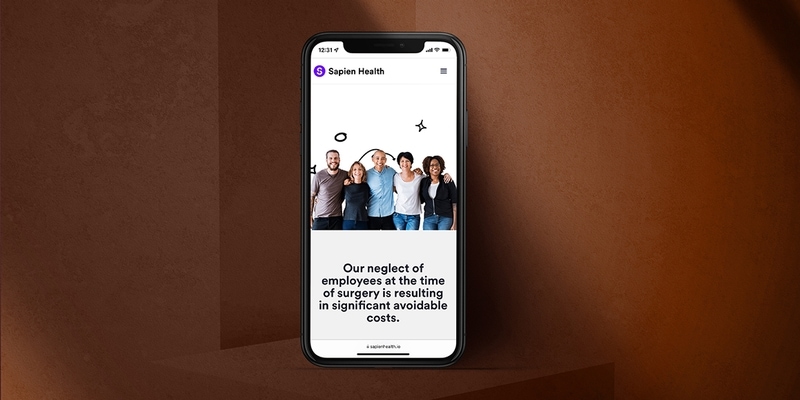 12:31
Sapien Health
Our neglect of
employees at the time
of surgery is resulting
in significant avoidable
costs.
sapienhealth.io